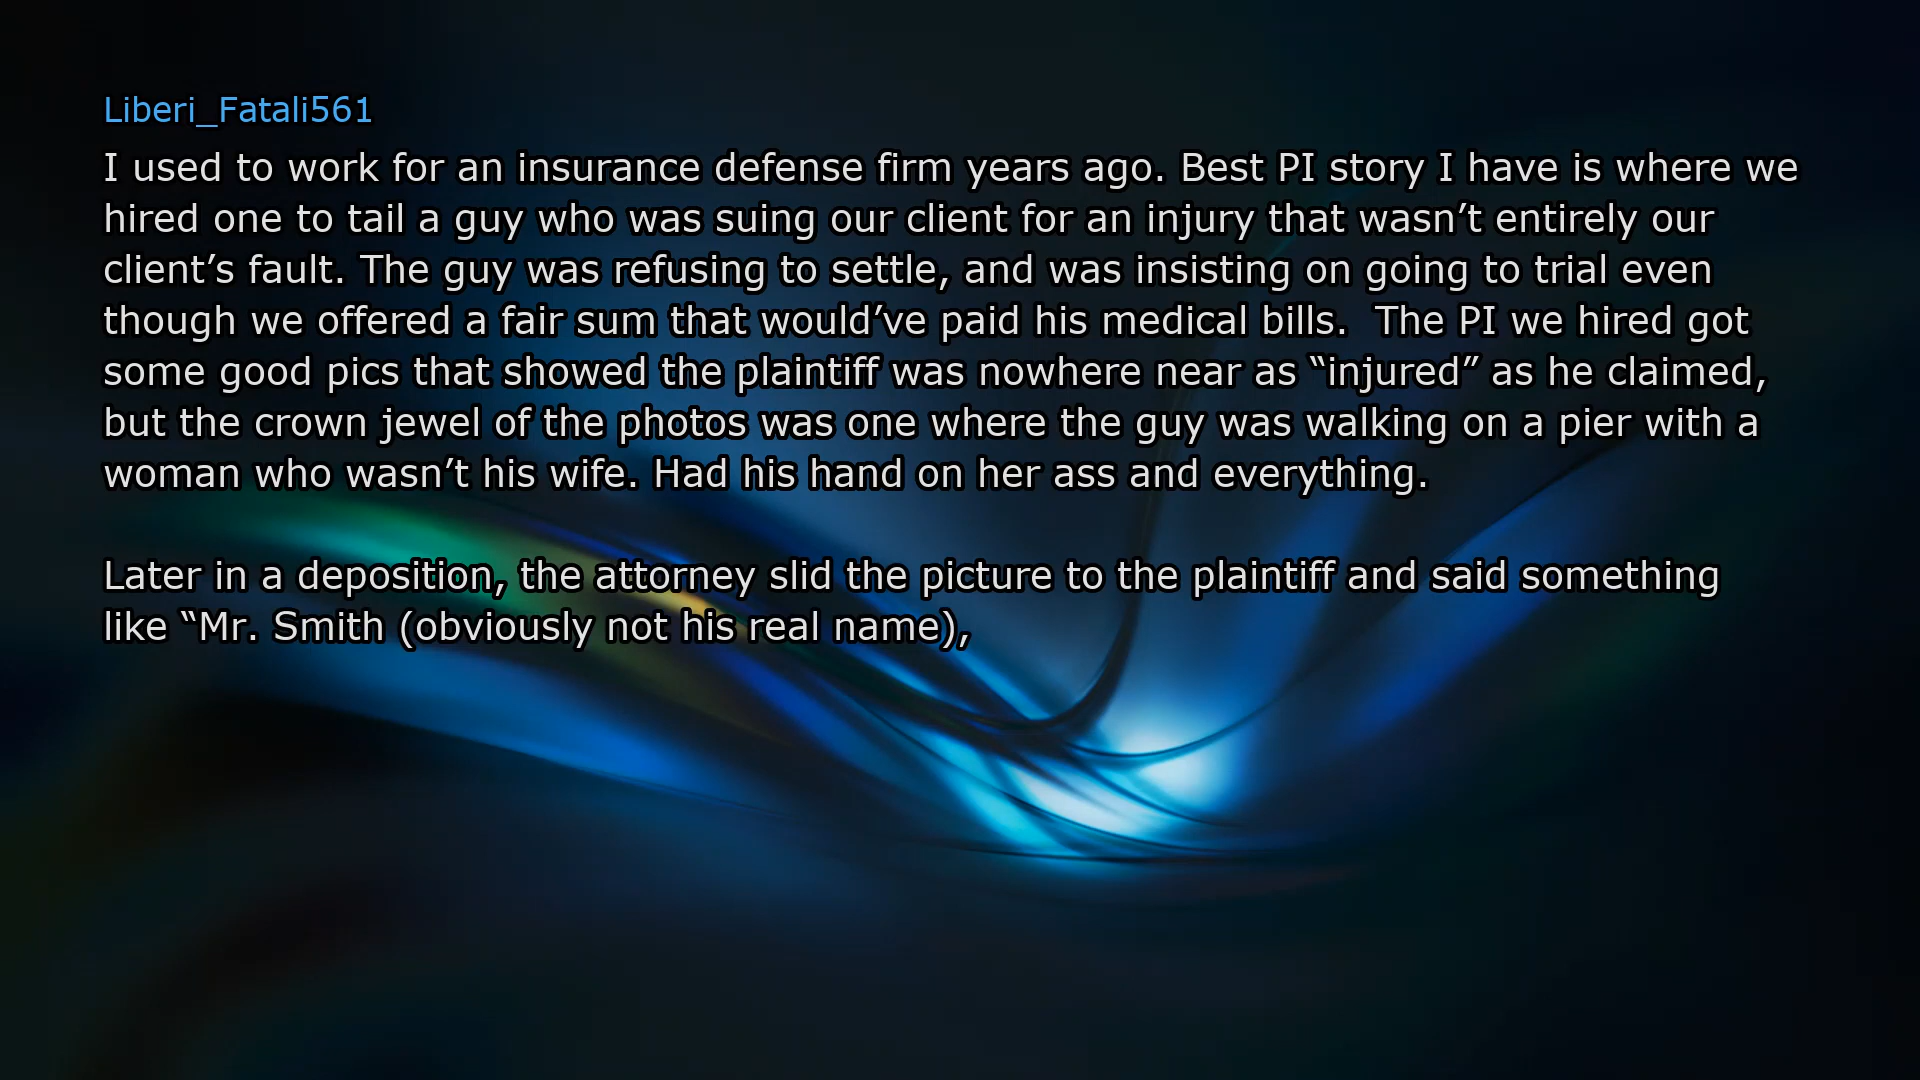 Liberi_Fatali561
I used to work for an insurance defense firm years ago. Best PI story I have is where we
hired one to tail a guy who was suing our client for an injury that wasn’t entirely our
client’s fault. The guy was refusing to settle, and was insisting on going to trial even
though we offered a fair sum that would’ve paid his medical bills.  The PI we hired got
some good pics that showed the plaintiff was nowhere near as “injured” as he claimed,
but the crown jewel of the photos was one where the guy was walking on a pier with a
woman who wasn’t his wife. Had his hand on her ass and everything.
Later in a deposition, the attorney slid the picture to the plaintiff and said something
like “Mr. Smith (obviously not his real name),